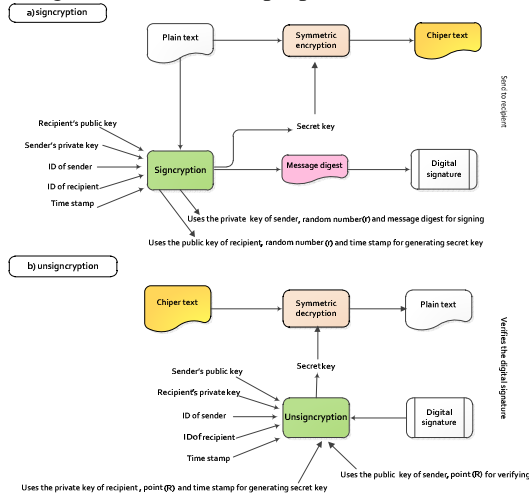 a)signcryption
Plain text
Symmetric
encryption
Chiper text
Send to recipient
Secret key
Recipient's public key
Sender's private key
ID of sender
ID of recipient
Time stamp
Signcryption
Message digest
Digital
signature
Uses the private key of sender, random number(r) and message digest for signing
Uses the public key of recipient, random number (r) and time stamp for generating secret key
b) unsigncryption
Chiper text
Symmetric
decryption
Plain text
Verifies the digital signature
Secret key
Sender's public key
Recipient's private key
ID of sender
ID of recipient
Time stamp
Unsigncryption
Digital
signature
Uses the public key of sender, point(R) for verifying
Uses the private key of recipient, point(R) and time stamp for generating secret key